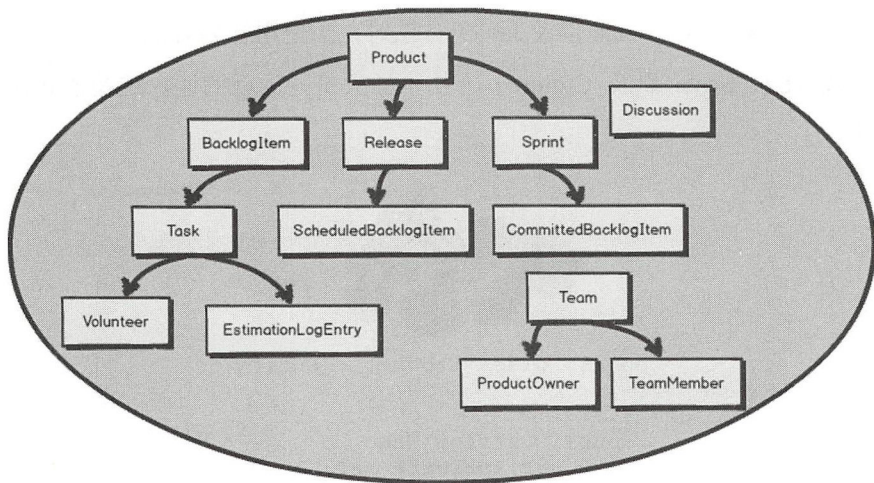 Product
Discussion
BacklogItem
Release
Sprint
Task
ScheduledBacklogItem
CommittedBacklogItem
Volunteer
EstimationLogEntry
Team
ProductOwner
TeamMember